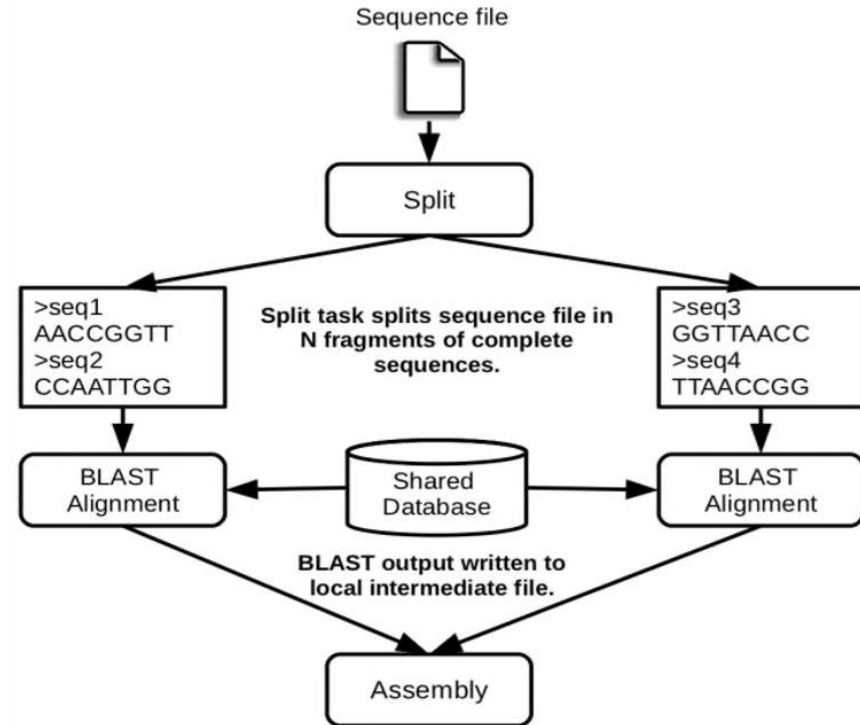 Sequence file
Split
>seq1
AACCGGTT
>seq2
CCAATTGG
Split task splits sequence file in
N fragments of complete
sequences.
>seq3
GGTTAACC
>seq4
TTAACCGG
BLAST
Alignment
Shared
Database
BLAST
Alignment
BLAST output written to
local intermediate file.
Assembly